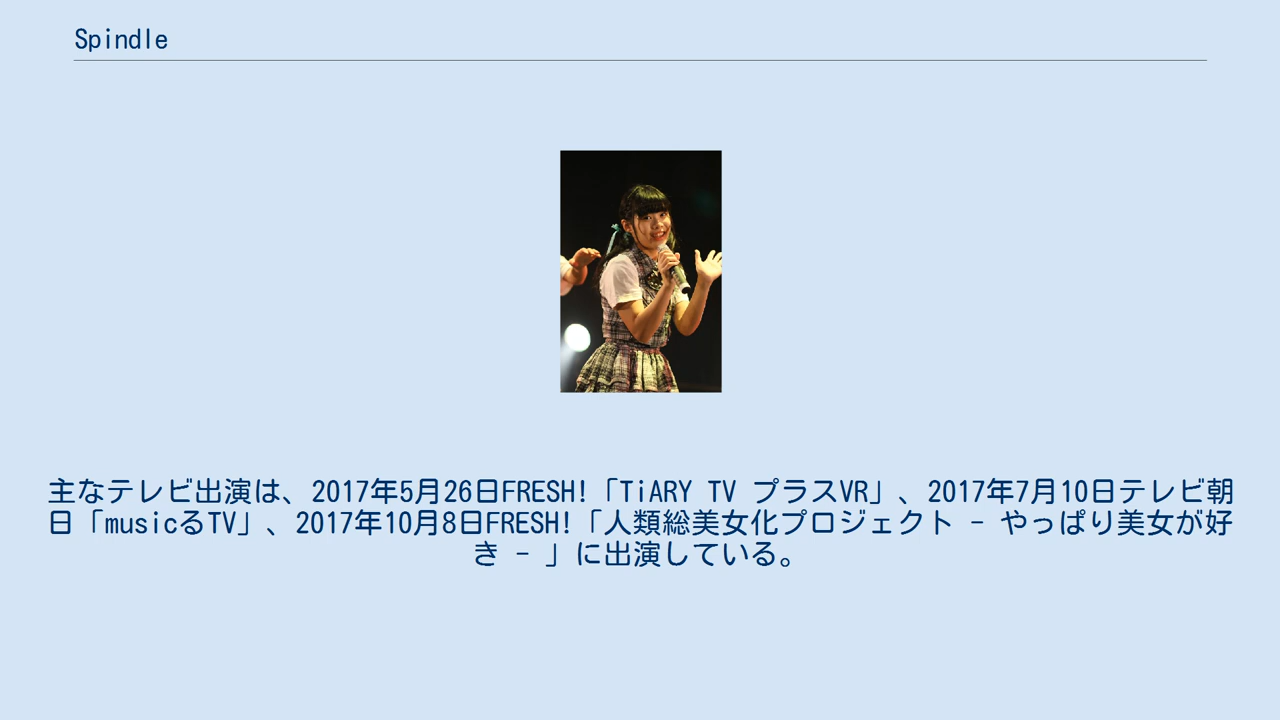 Spindle
主なテレビ出演は、2017年5月26日FRESH!「TiARY TV プラスVR」、2017年7月10日テレビ朝
日「musicるTV」、2017年10月8日FRESH!「人類総美女化プロジェクト - やっぱり美女が好
き - 」に出演している。